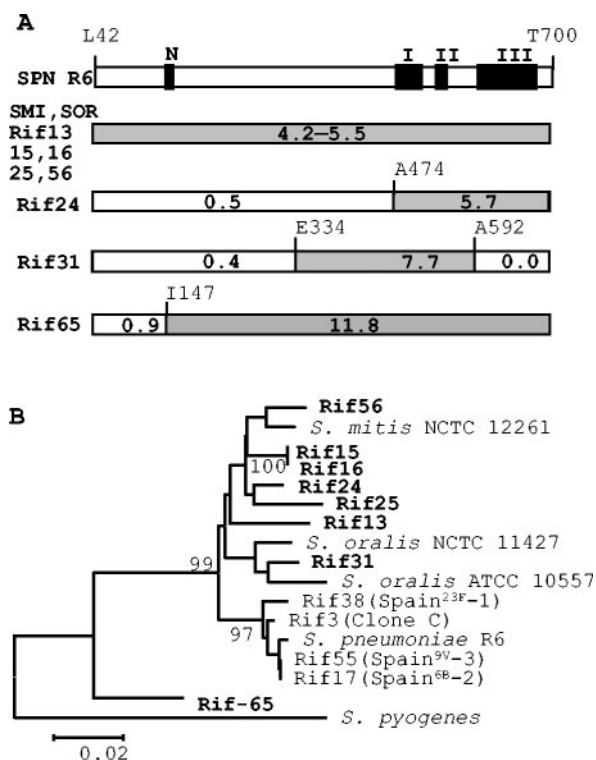 A
L42 T700
N I II III
SPN R6
SMI,SOR
Rif13 4.2–5.5
15,16
25,56
A474
Rif24 0.5 5.7
E334 A592
Rif31 0.4 7.7 0.0
I147
Rif65 0.9 11.8
B
Rif56
S. mitis NCTC 12261
Rif15
100 Rif16
Rif24
Rif25
Rif13
S. oralis NCTC 11427
99 Rif31
S. oralis ATCC 10557
Rif38(Spain23F-1)
Rif3(Clone C)
97 S. pneumoniae R6
Rif55(Spain9V-3)
Rif17(Spain6B-2)
Rif-65
S. pyogenes
0.02